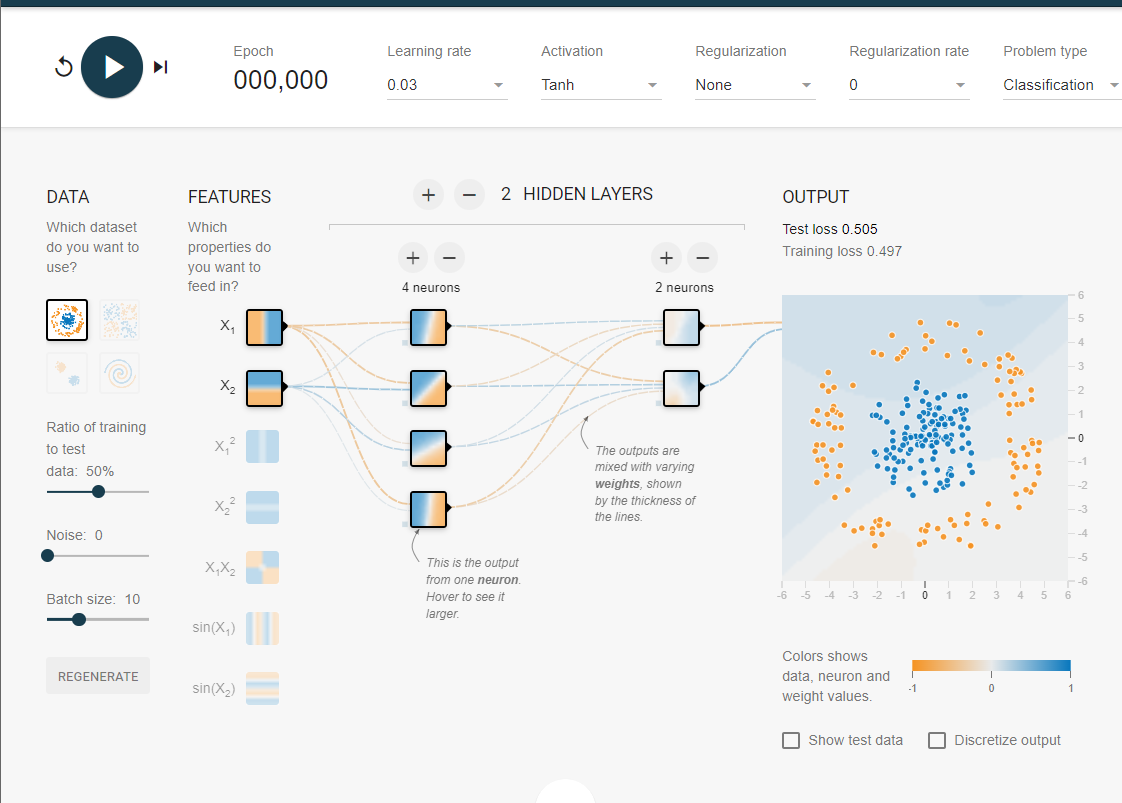 Epoch
000,000
Learning rate
0.03
Activation
Tanh
Regularization
None
Regularization rate
0
Problem type
Classification
DATA
Which dataset
do you want to
use?
Ratio of training
to test
data: 50%
Noise: 0
Batch size: 10
REGENERATE
FEATURES
Which
properties do
you want to
feed in?
X₁
X₂
X₁²
X₂²
X₁X₂
sin(X₁)
sin(X₂)
+ − 2 HIDDEN LAYERS
+ −
4 neurons
+ −
2 neurons
The outputs are
mixed with varying
weights, shown
by the thickness of
the lines.
This is the output
from one neuron.
Hover to see it
larger.
OUTPUT
Test loss 0.505
Training loss 0.497
6
5
4
3
2
1
0
-1
-2
-3
-4
-5
-6
-6 -5 -4 -3 -2 -1 0 1 2 3 4 5 6
Colors shows
data, neuron and
weight values.
-1 0 1
Show test data
Discretize output